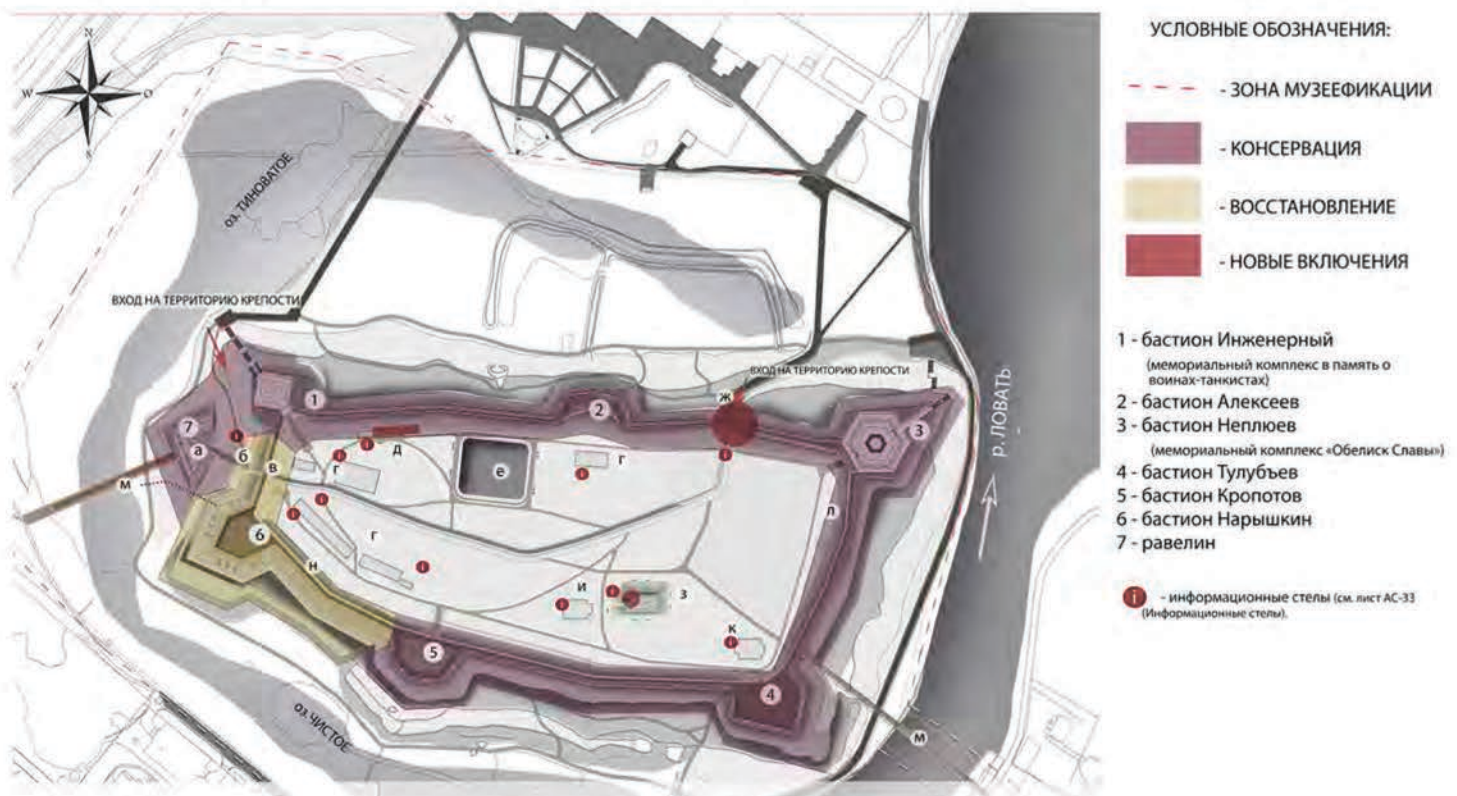 УСЛОВНЫЕ ОБОЗНАЧЕНИЯ:
- ЗОНА МУЗЕЕФИКАЦИИ
- КОНСЕРВАЦИЯ
- ВОССТАНОВЛЕНИЕ
- НОВЫЕ ВКЛЮЧЕНИЯ
1 - бастион Инженерный
(мемориальный комплекс в память о
воинах-танкистах)
2 - бастион Алексеев
3 - бастион Неплюев
(мемориальный комплекс «Обелиск Славы»)
4 - бастион Тулубъев
5 - бастион Кропотов
6 - бастион Нарышкин
7 - равелин
i - информационные стелы (см. лист АС-33
(Информационные стелы).
N
W
O
S
оз. ТИНОВАТОЕ
ВХОД НА ТЕРРИТОРИЮ КРЕПОСТИ
ВХОД НА ТЕРРИТОРИЮ КРЕПОСТИ
р. ЛОВАТЬ
оз. ЧИСТОЕ
1
2
3
4
5
6
7
а
б
в
г
г
г
д
е
ж
з
и
к
л
м
м
н
i
i
i
i
i
i
i
i
i
i
i